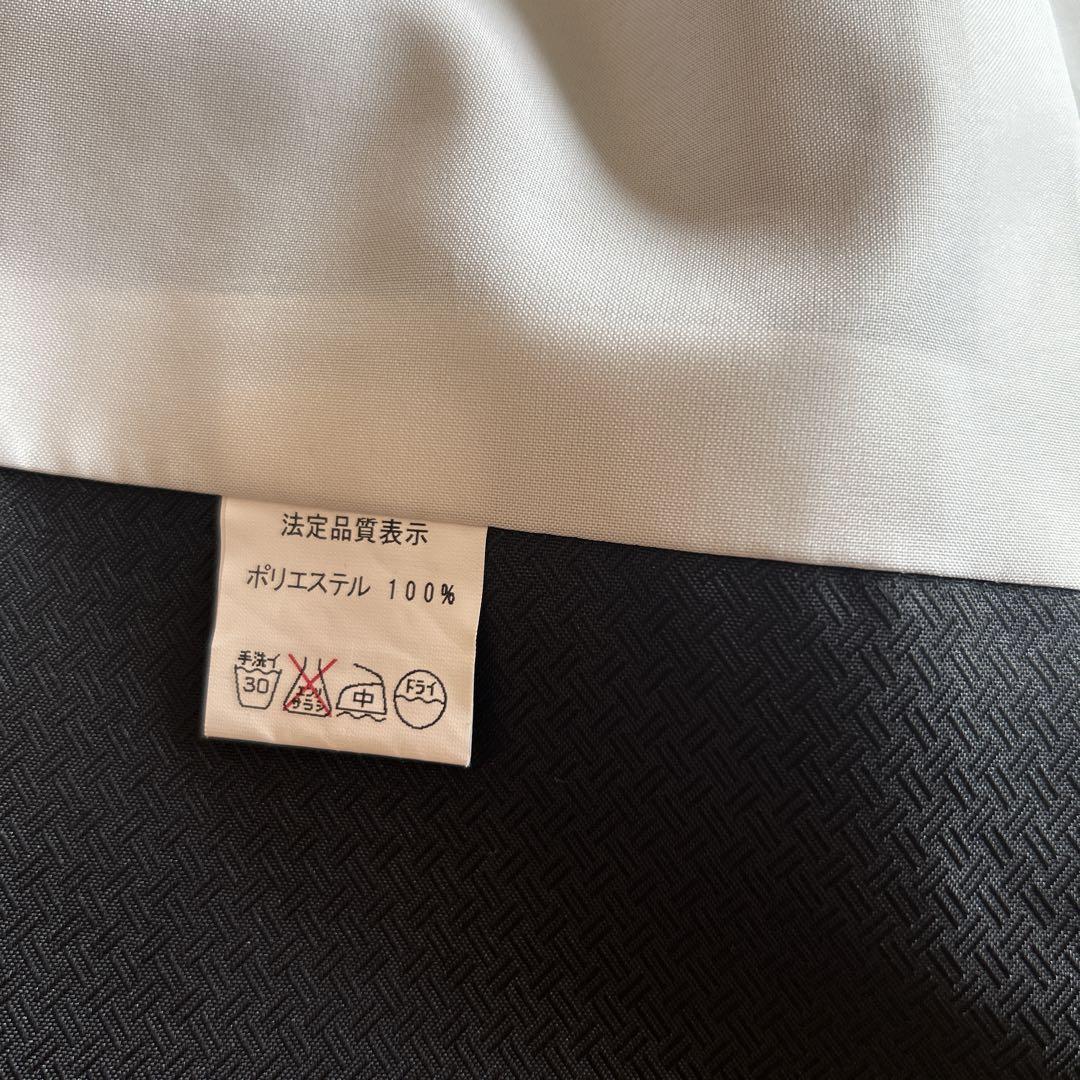 法定品質表示
ポリエステル 100%
手洗イ
30
エンソ
サラシ
中
ドライ